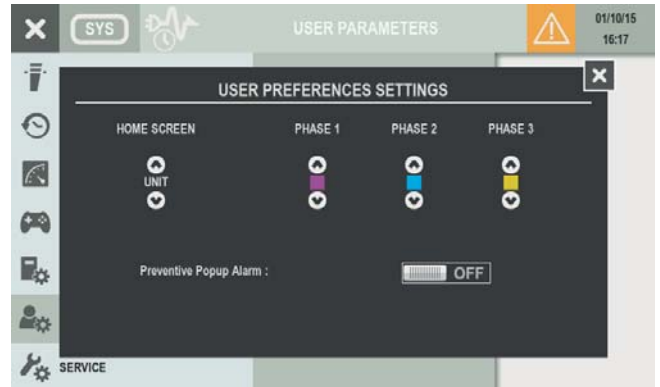 SYS
USER PARAMETERS
01/10/15
16:17
USER PREFERENCES SETTINGS
HOME SCREEN PHASE 1 PHASE 2 PHASE 3
UNIT
Preventive Popup Alarm : OFF
SERVICE